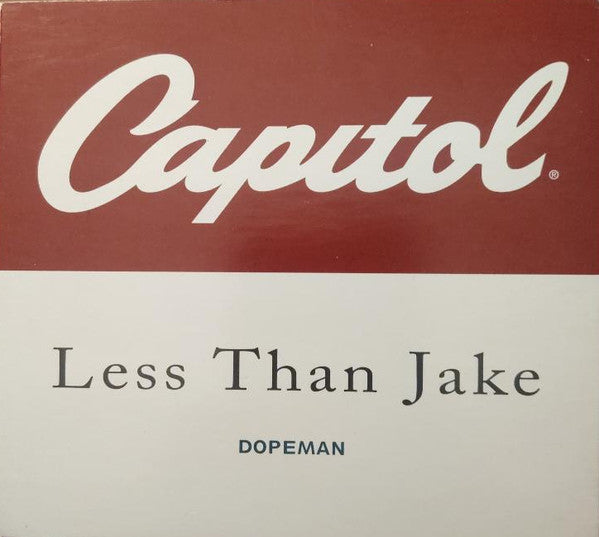 Capitol®
Less Than Jake
DOPEMAN